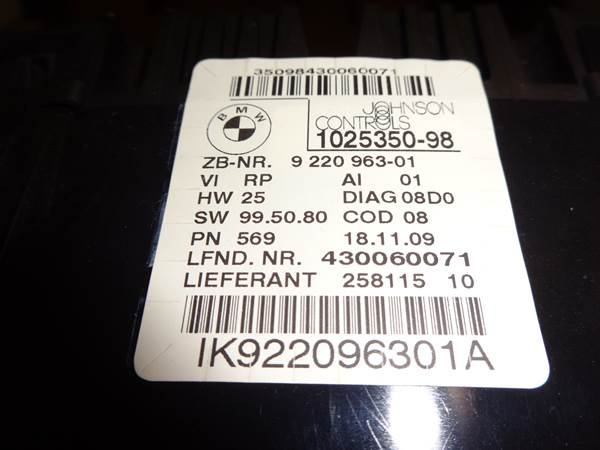 35098430060071
BMW
JOHNSON
CONTROLS
1025350-98
ZB-NR. 9 220 963-01
VI RP AI 01
HW 25 DIAG 08D0
SW 99.50.80 COD 08
PN 569 18.11.09
LFND. NR. 430060071
LIEFERANT 258115 10
IK922096301A